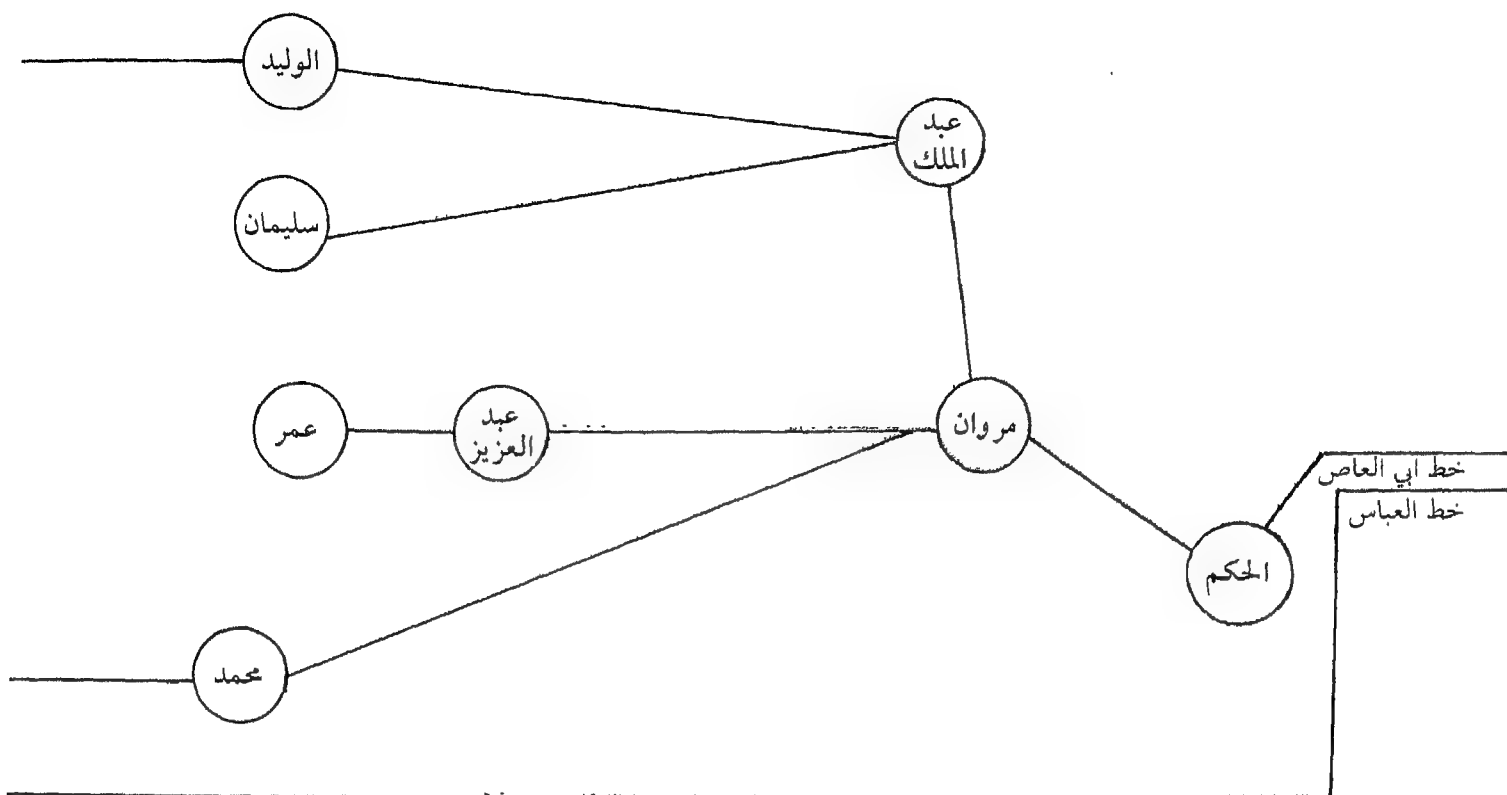 الوليد
عبد
الملك
سليمان
عمر
عبد
العزيز
مروان
خط ابي العاص
خط العباس
الحكم
محمد